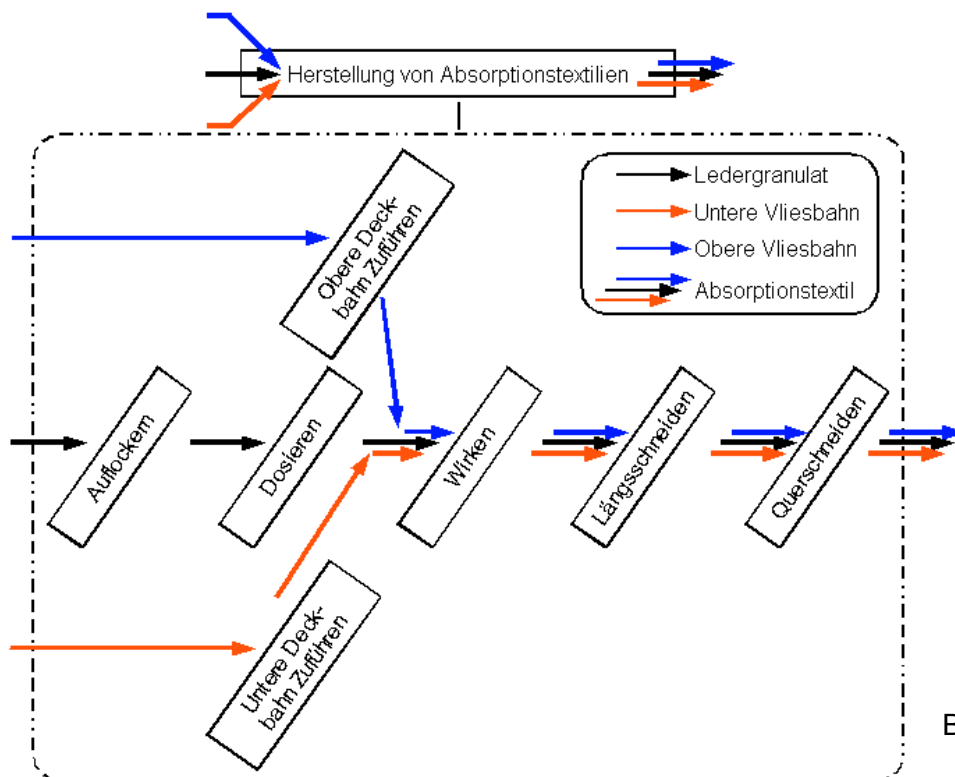 Herstellung von Absorptionstextilien
Ledergranulat
Untere Vliesbahn
Obere Vliesbahn
Absorptionstextil
Obere Deck-
bahn Zuführen
Auflockern
Dosieren
Wirken
Längsschneiden
Querschneiden
Untere Deck-
bahn Zuführen